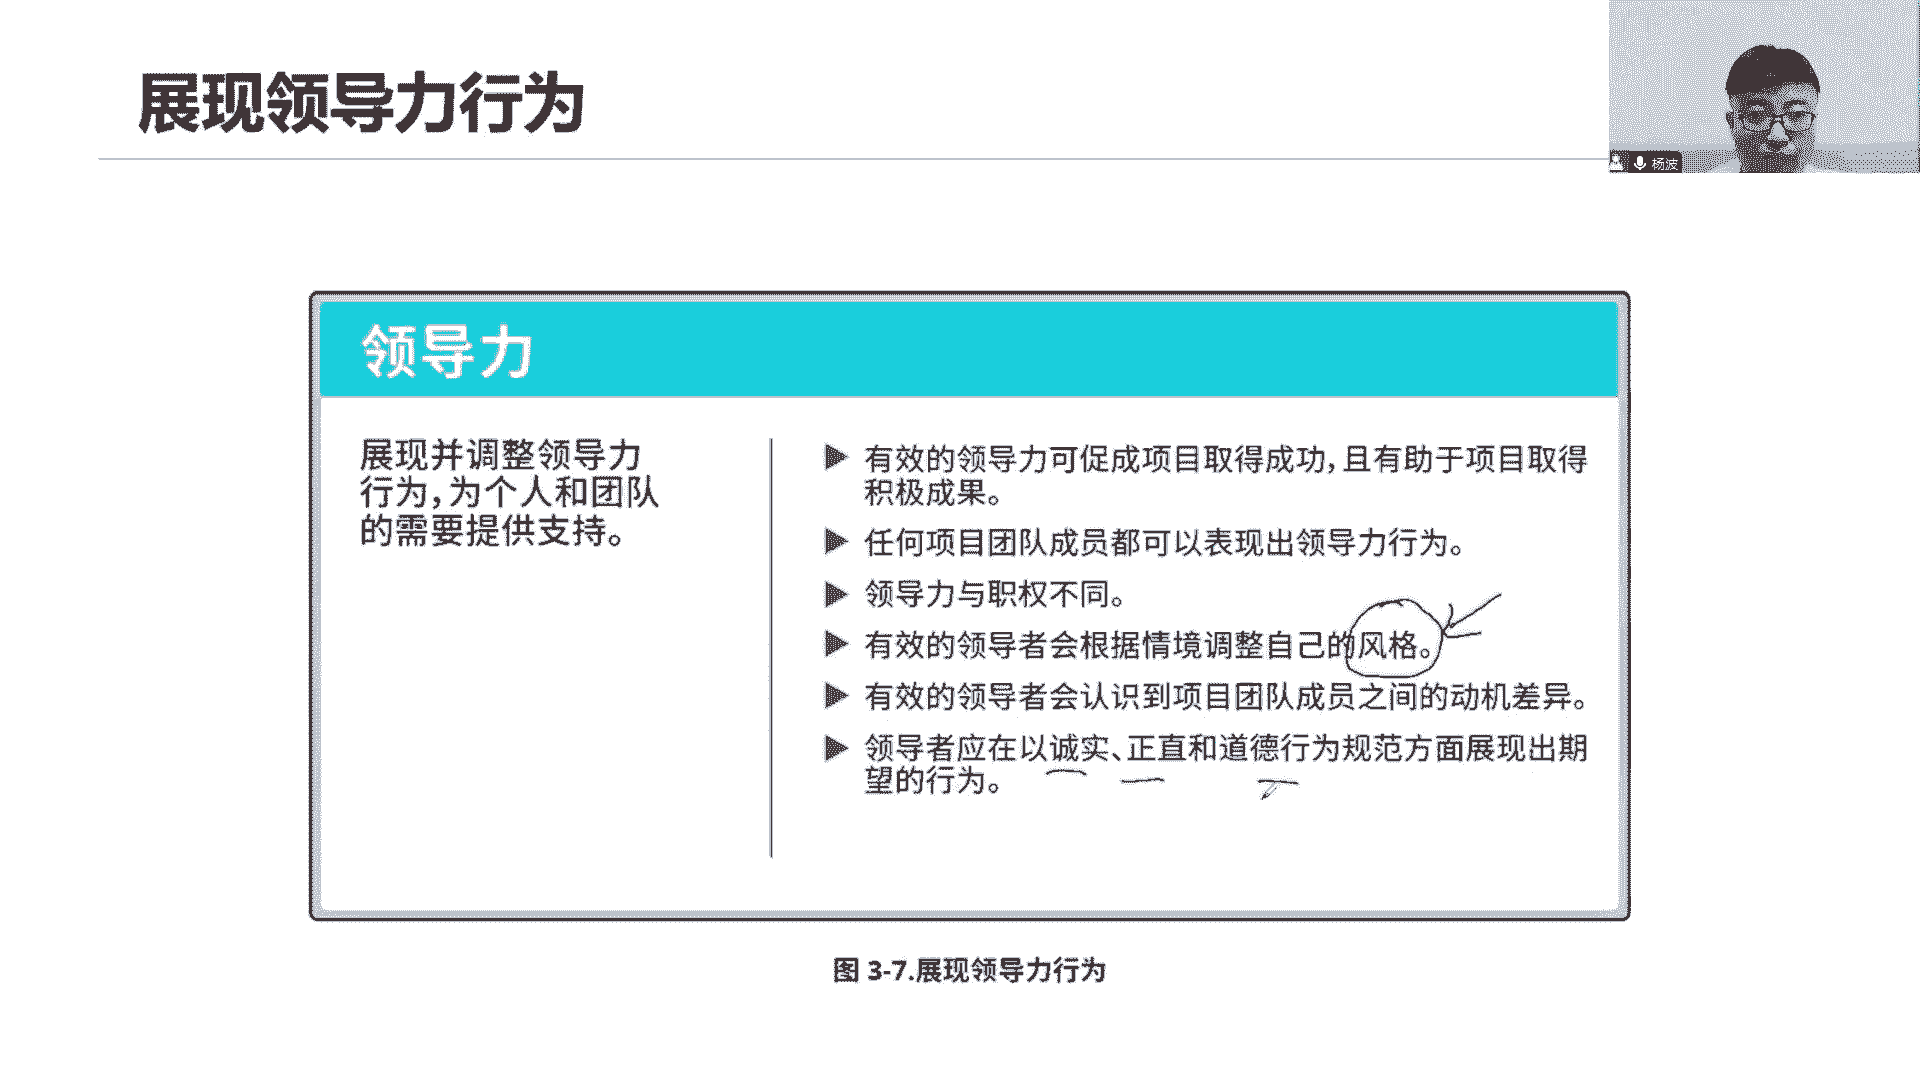 展现领导力行为
杨波
领导力
展现并调整领导力
行为，为个人和团队
的需要提供支持。
▶ 有效的领导力可促成项目取得成功，且有助于项目取得
积极成果。
▶ 任何项目团队成员都可以表现出领导力行为。
▶ 领导力与职权不同。
▶ 有效的领导者会根据情境调整自己的风格。
▶ 有效的领导者会认识到项目团队成员之间的动机差异。
▶ 领导者应在以诚实、正直和道德行为规范方面展现出期
望的行为。
图 3-7.展现领导力行为